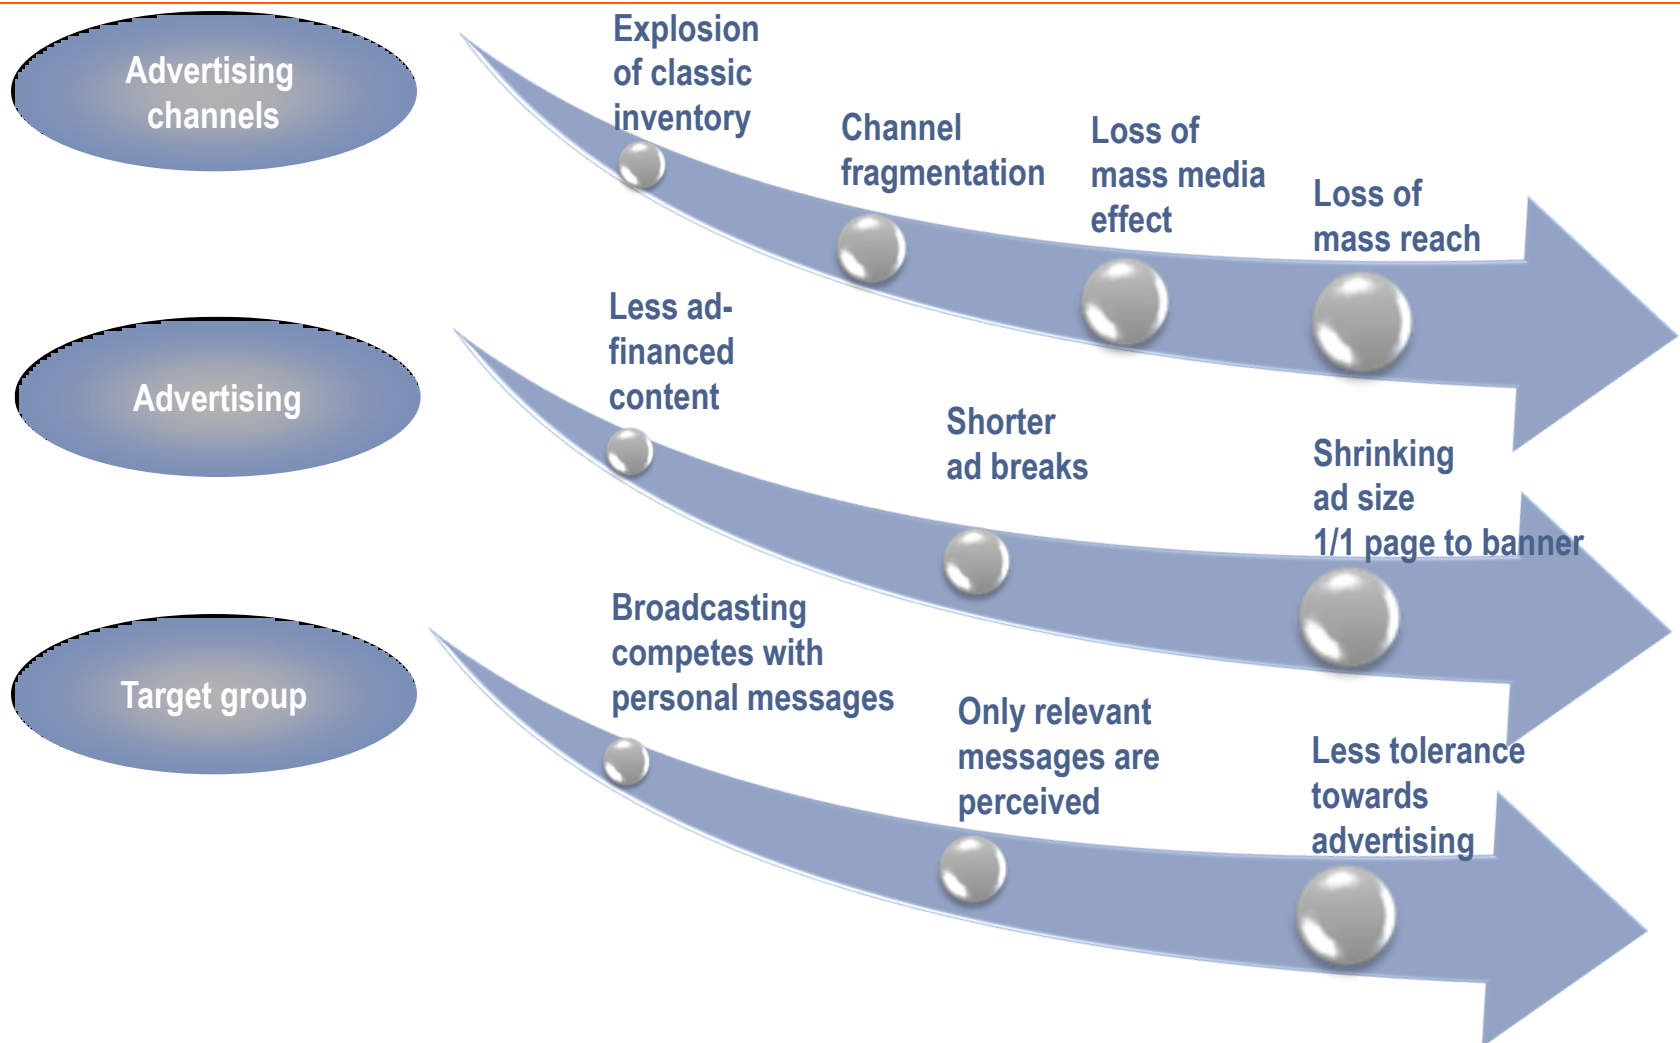 Advertising
channels
Explosion
of classic
inventory
Channel
fragmentation
Loss of
mass media
effect
Loss of
mass reach
Advertising
Less ad-
financed
content
Shorter
ad breaks
Shrinking
ad size
1/1 page to banner
Target group
Broadcasting
competes with
personal messages
Only relevant
messages are
perceived
Less tolerance
towards
advertising